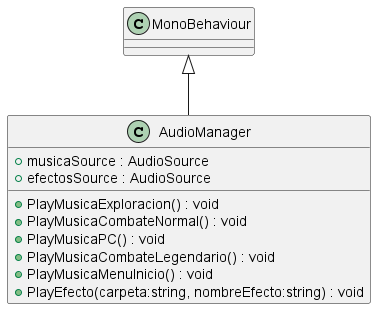 C MonoBehaviour
C AudioManager
musicaSource : AudioSource
efectosSource : AudioSource
PlayMusicaExploracion() : void
PlayMusicaCombateNormal() : void
PlayMusicaPC() : void
PlayMusicaCombateLegendario() : void
PlayMusicaMenuInicio() : void
PlayEfecto(carpeta:string, nombreEfecto:string) : void